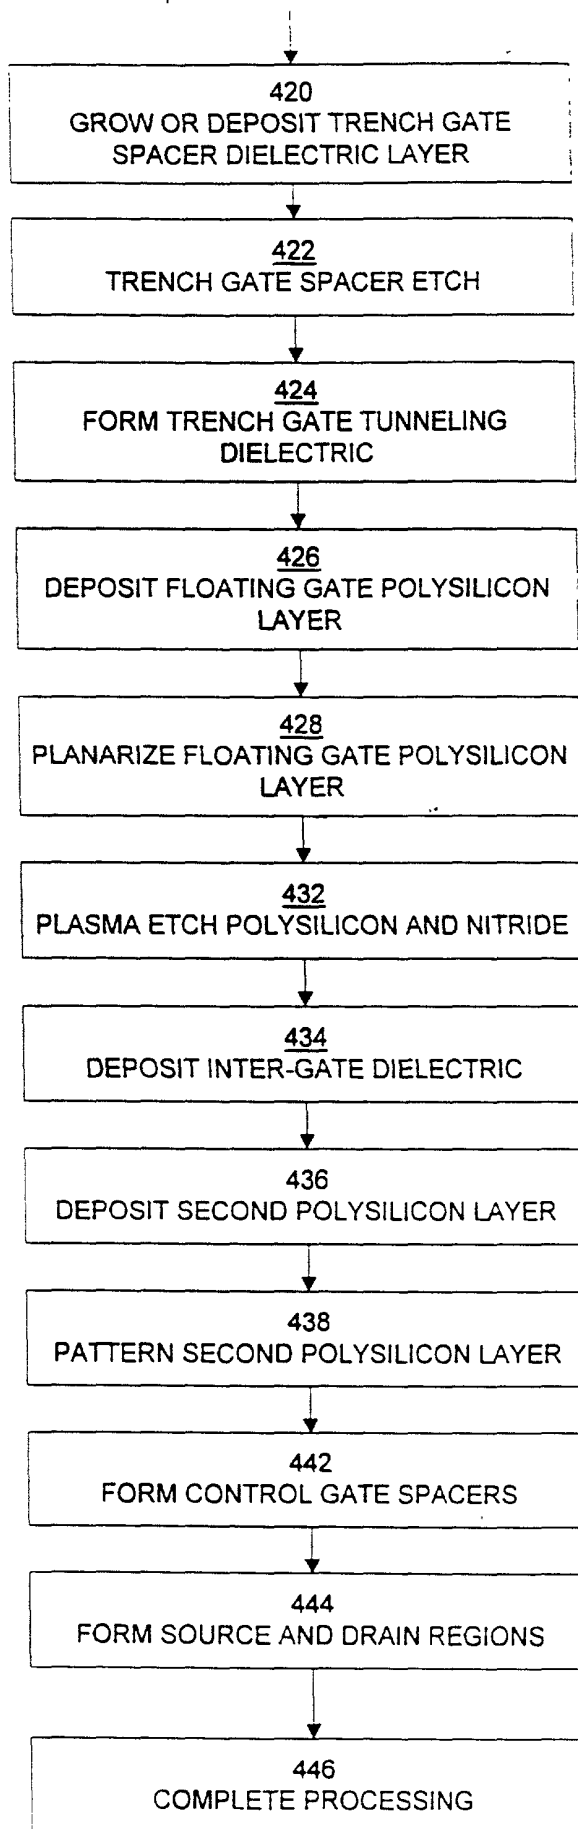 420
GROW OR DEPOSIT TRENCH GATE
SPACER DIELECTRIC LAYER
422
TRENCH GATE SPACER ETCH
424
FORM TRENCH GATE TUNNELING
DIELECTRIC
426
DEPOSIT FLOATING GATE POLYSILICON
LAYER
428
PLANARIZE FLOATING GATE POLYSILICON
LAYER
432
PLASMA ETCH POLYSILICON AND NITRIDE
434
DEPOSIT INTER-GATE DIELECTRIC
436
DEPOSIT SECOND POLYSILICON LAYER
438
PATTERN SECOND POLYSILICON LAYER
442
FORM CONTROL GATE SPACERS
444
FORM SOURCE AND DRAIN REGIONS
446
COMPLETE PROCESSING